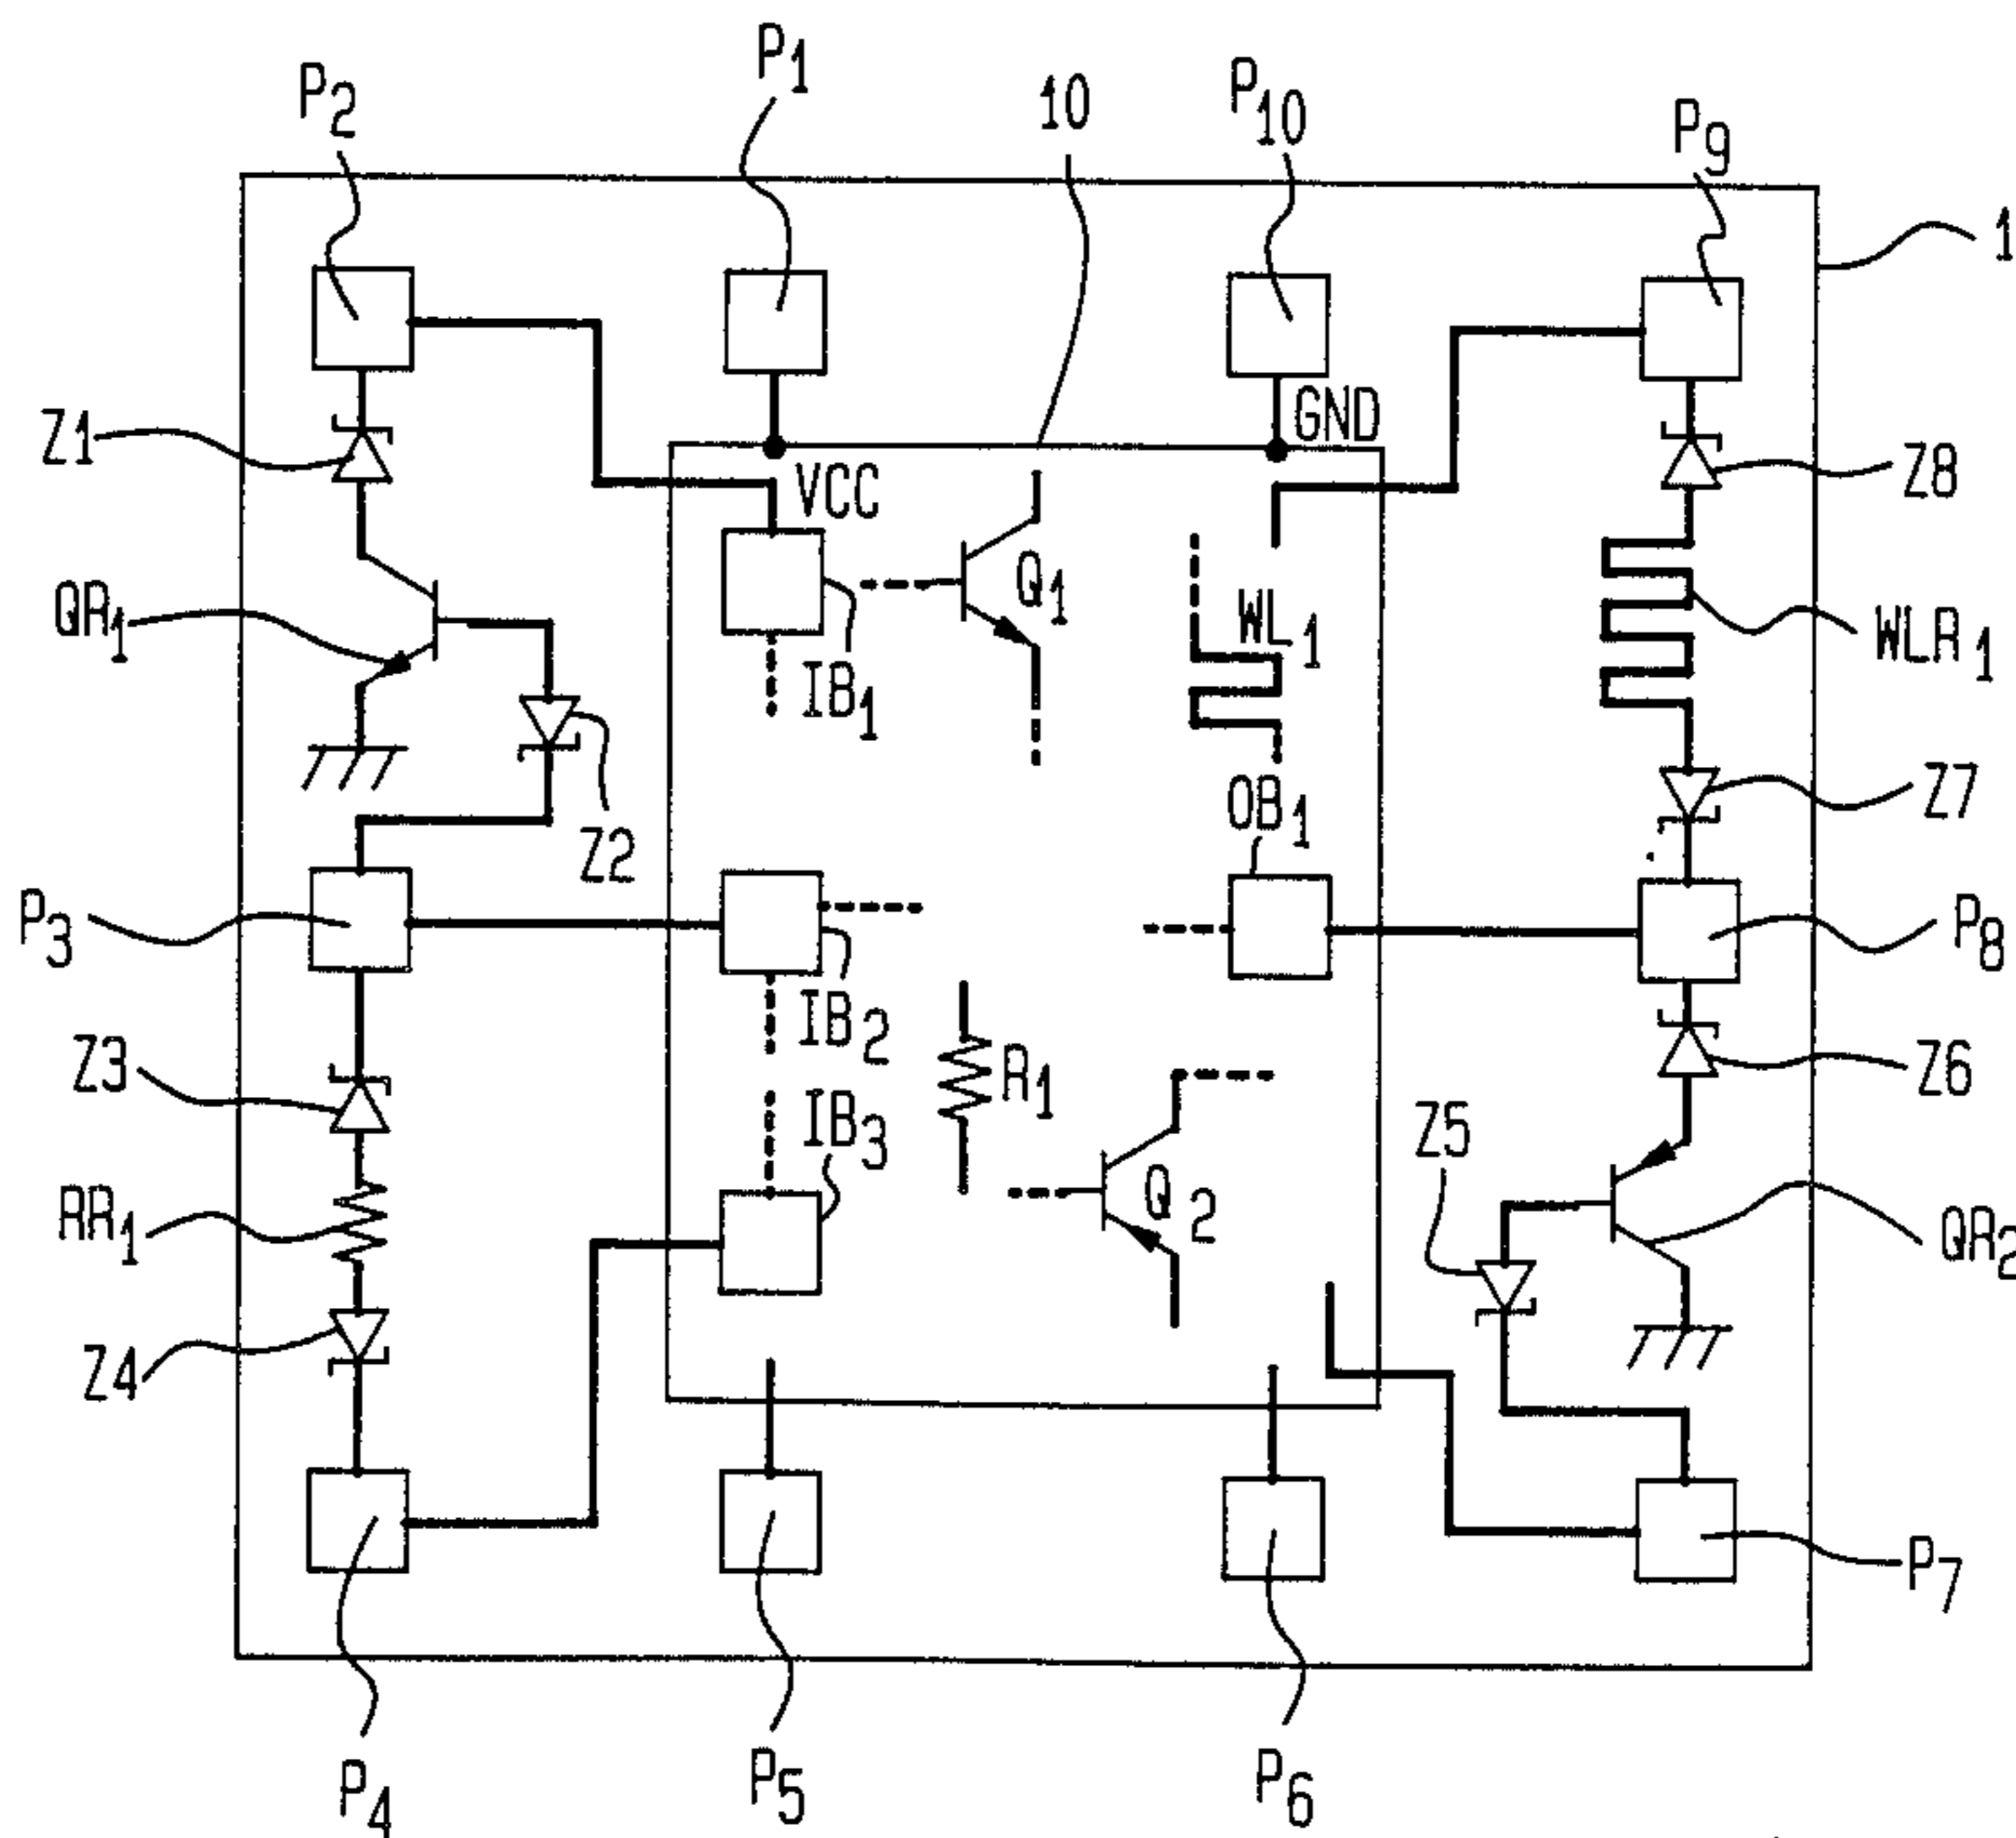 P1
P2
10
P10
P9
1
GND
Z1
VCC
Z8
QR1
Q1
WL1
WLR1
IB1
Z7
OB1
Z2
P3
P8
IB2
Z3
R1
IB3
Z6
Z5
Q2
RR1
QR2
Z4
P7
P4
P5
P6